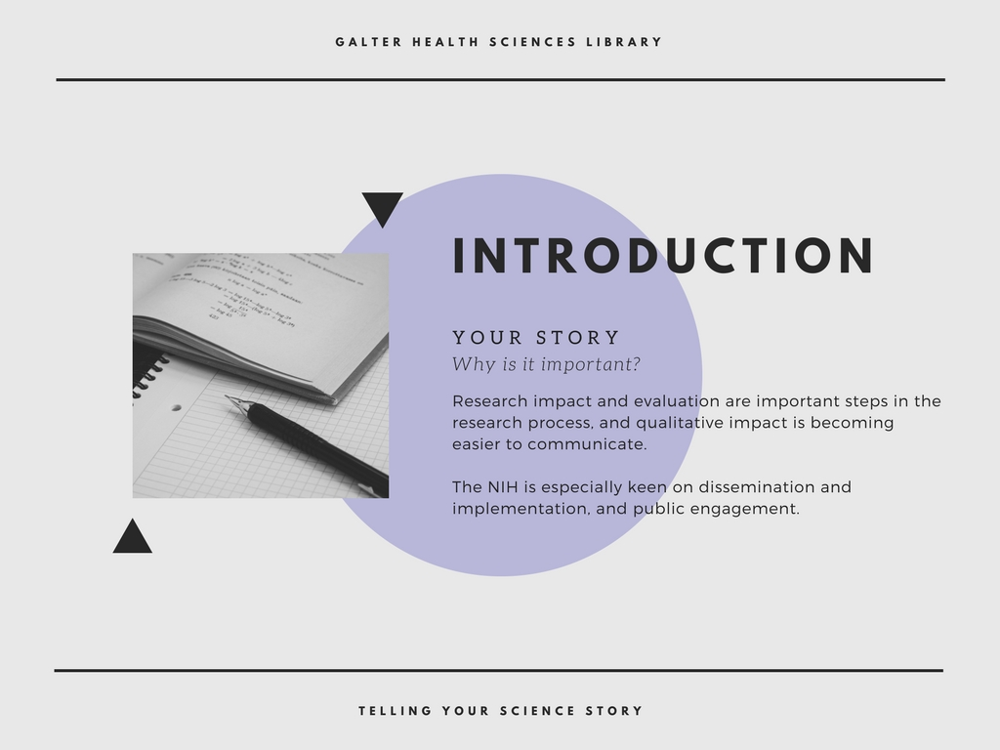 GALTER HEALTH SCIENCES LIBRARY
INTRODUCTION
YOUR STORY
Why is it important?
Research impact and evaluation are important steps in the
research process, and qualitative impact is becoming
easier to communicate.
The NIH is especially keen on dissemination and
implementation, and public engagement.
TELLING YOUR SCIENCE STORY